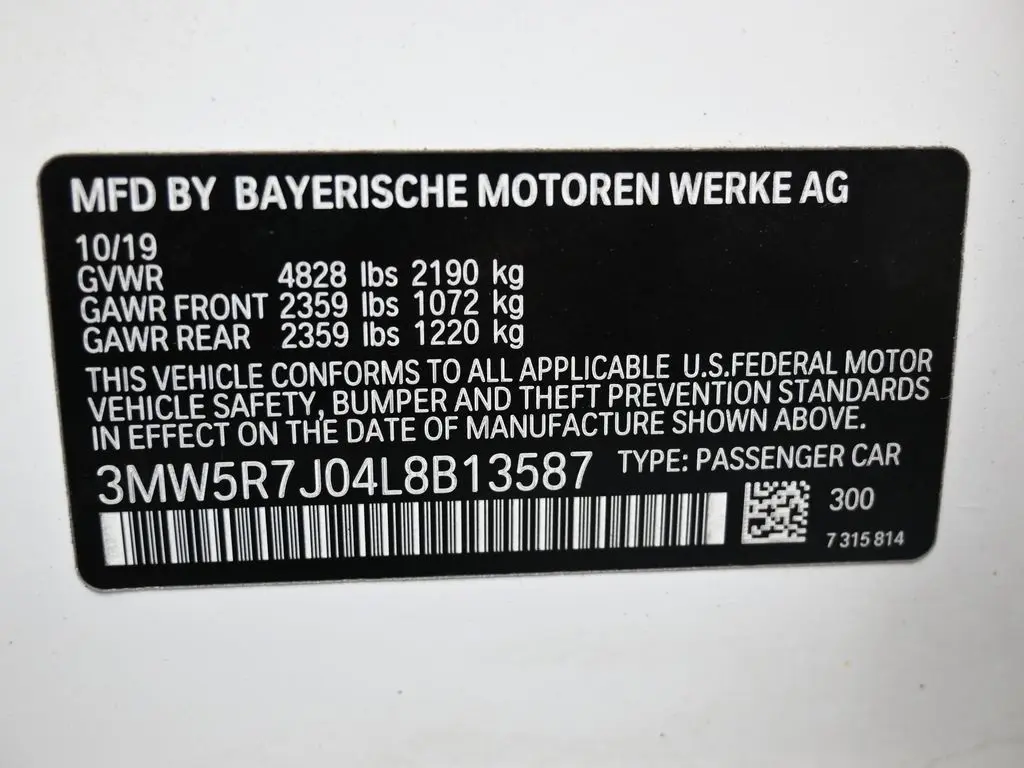 MFD BY BAYERISCHE MOTOREN WERKE AG
10/19
GVWR 4828 lbs 2190 kg
GAWR FRONT 2359 lbs 1072 kg
GAWR REAR 2359 lbs 1220 kg
THIS VEHICLE CONFORMS TO ALL APPLICABLE U.S.FEDERAL MOTOR
VEHICLE SAFETY, BUMPER AND THEFT PREVENTION STANDARDS
IN EFFECT ON THE DATE OF MANUFACTURE SHOWN ABOVE.
3MW5R7J04L8B13587 TYPE: PASSENGER CAR
300
7 315 814